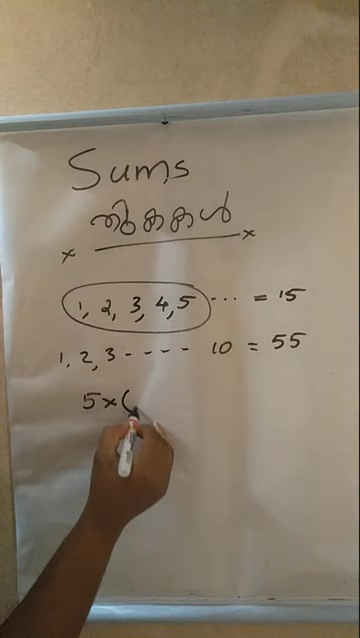 Sums
തുകകൾ
× ×
1, 2, 3, 4, 5 ... = 15
1, 2, 3 - - - - 10 = 55
5×(